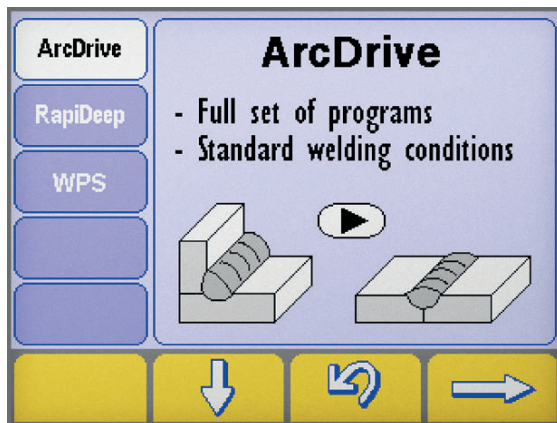 ArcDrive
RapiDeep
WPS
ArcDrive
- Full set of programs
- Standard welding conditions